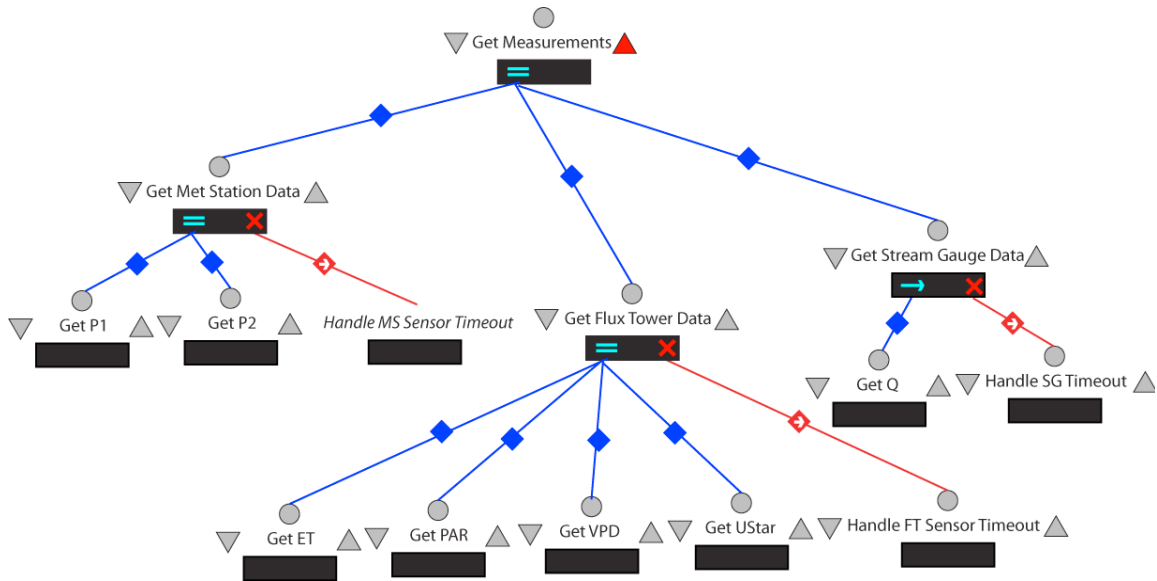 Get Measurements
Get Met Station Data
Get Stream Gauge Data
Get P1
Get P2
Handle MS Sensor Timeout
Get Flux Tower Data
Get Q
Handle SG Timeout
Get ET
Get PAR
Get VPD
Get UStar
Handle FT Sensor Timeout